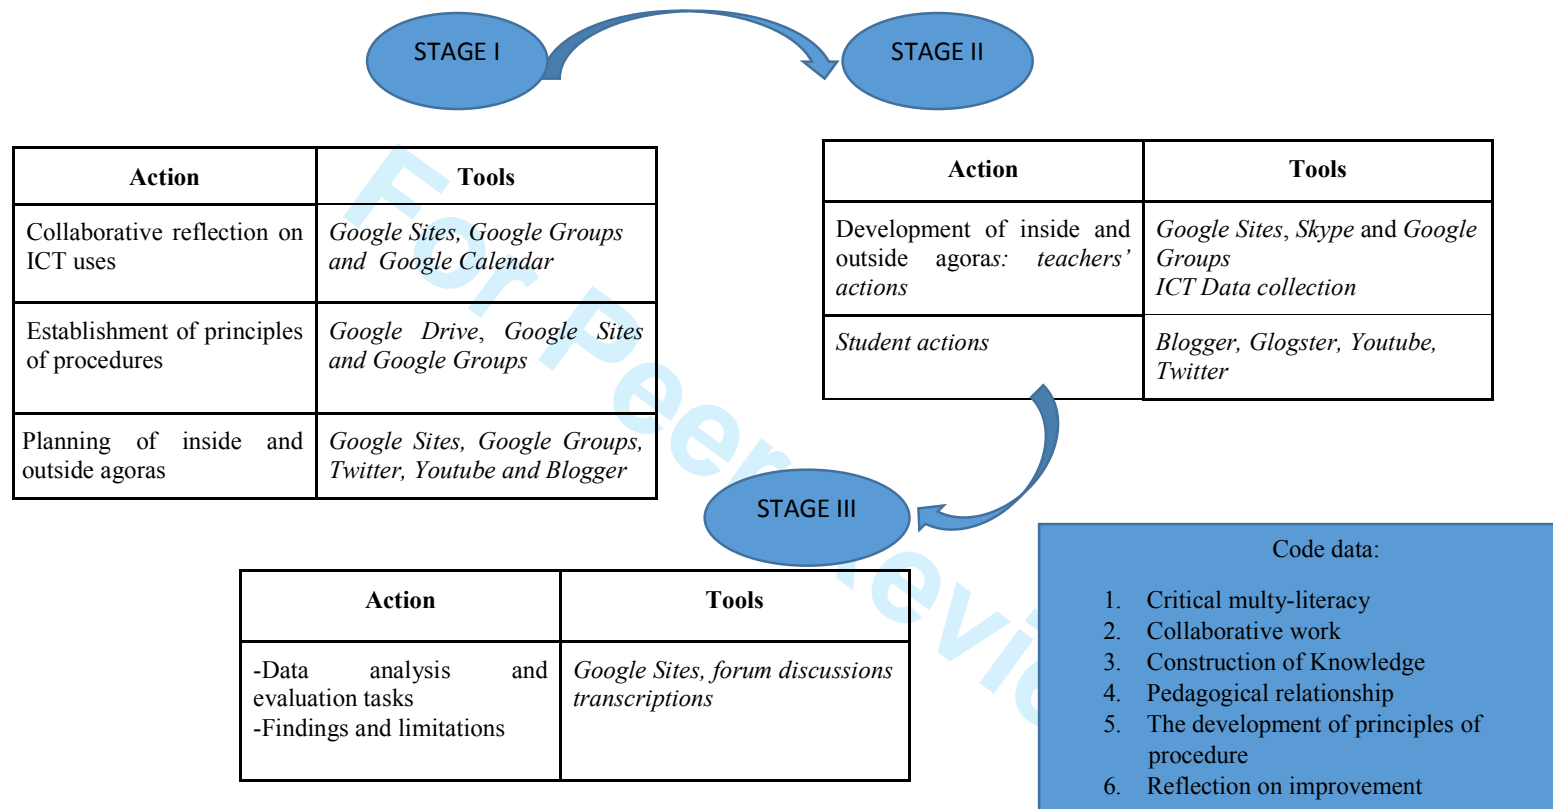 STAGE I
STAGE II
Action
Tools
Collaborative reflection on
ICT uses
Google Sites, Google Groups
and Google Calendar
Establishment of principles
of procedures
Google Drive, Google Sites
and Google Groups
Planning of inside and
outside agoras
Google Sites, Google Groups,
Twitter, Youtube and Blogger
Action
Tools
Development of inside and
outside agoras: teachers’
actions
Google Sites, Skype and Google
Groups
ICT Data collection
Student actions
Blogger, Glogster, Youtube,
Twitter
STAGE III
Action
Tools
-Data analysis and
evaluation tasks
-Findings and limitations
Google Sites, forum discussions
transcriptions
Code data:
1. Critical multy-literacy
2. Collaborative work
3. Construction of Knowledge
4. Pedagogical relationship
5. The development of principles of
procedure
6. Reflection on improvement
For Peer Revie